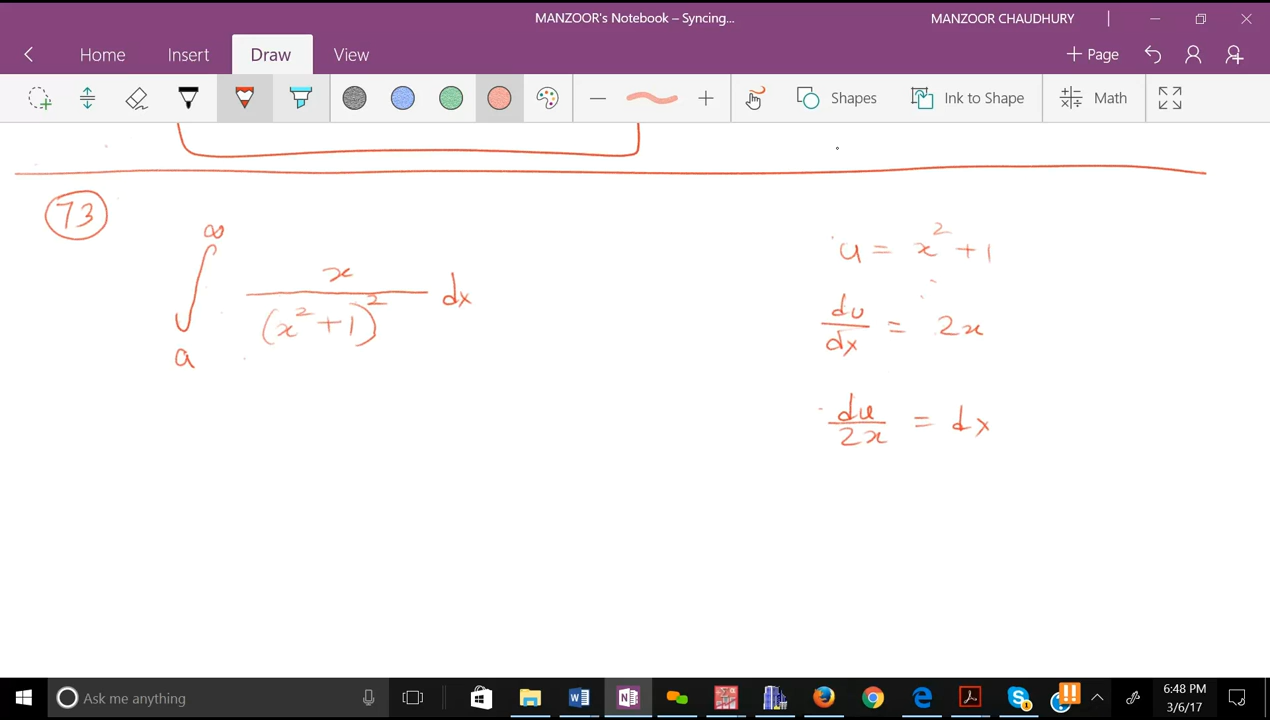 MANZOOR's Notebook – Syncing...
MANZOOR CHAUDHURY
Home Insert Draw View
Page
Shapes Ink to Shape Math
73
∞
∫ x / (x² + 1)² dx
a
u = x² + 1
du/dx = 2x
du/2x = dx
Ask me anything
6:48 PM
3/6/17